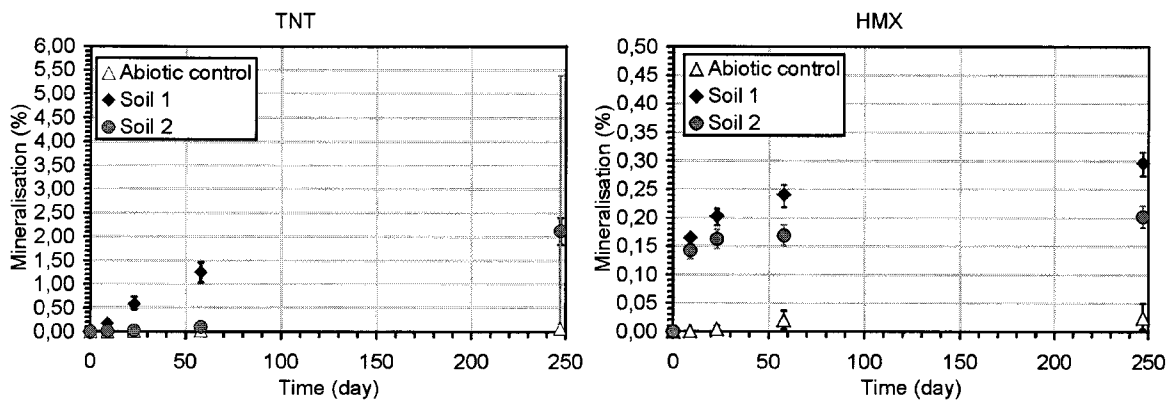 TNT
6,00
5,50
5,00
4,50
4,00
3,50
3,00
2,50
2,00
1,50
1,00
0,50
0,00
Mineralisation (%)
Abiotic control
Soil 1
Soil 2
0 50 100 150 200 250
Time (day)
HMX
0,50
0,45
0,40
0,35
0,30
0,25
0,20
0,15
0,10
0,05
0,00
Mineralisation (%)
Abiotic control
Soil 1
Soil 2
0 50 100 150 200 250
Time (day)